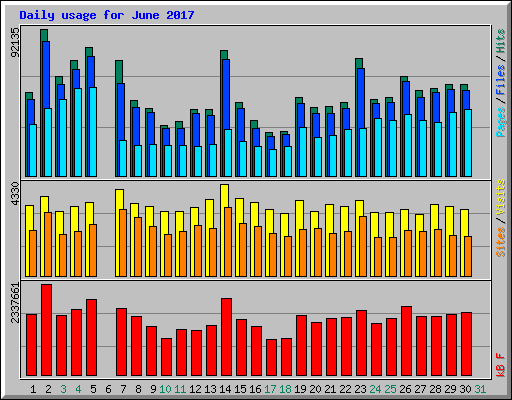 Daily usage for June 2017
92135
Pages / Files / Hits
4330
Sites / Visits
2337661
kB F
1 2 3 4 5 6 7 8 9 10 11 12 13 14 15 16 17 18 19 20 21 22 23 24 25 26 27 28 29 30 31